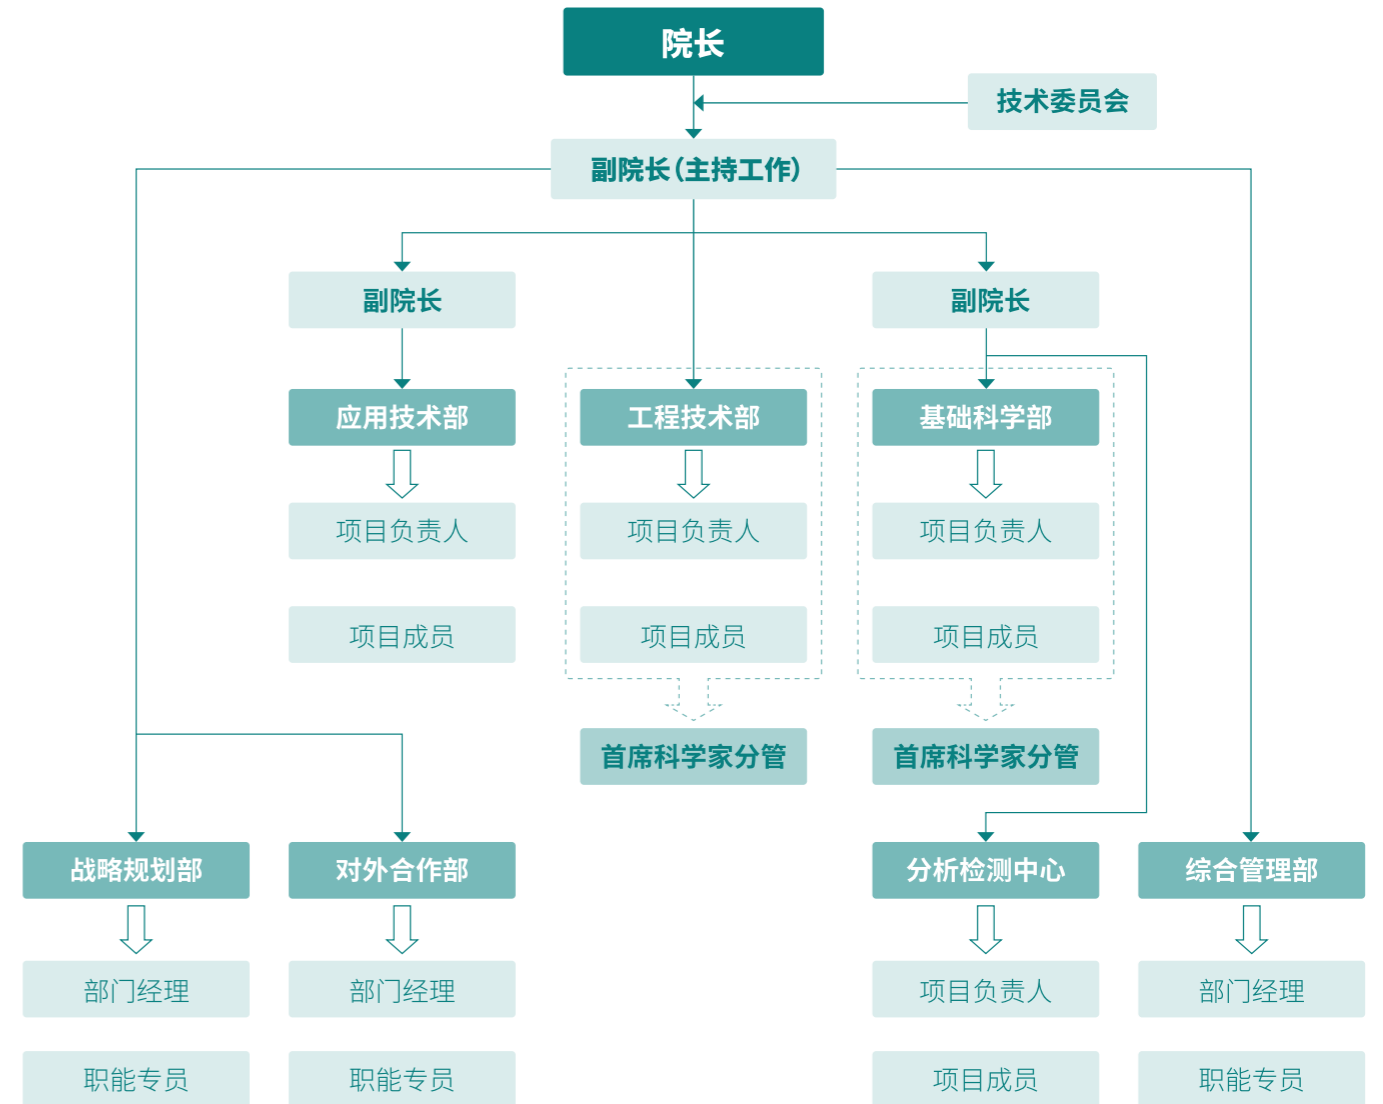 院长
技术委员会
副院长(主持工作)
副院长
副院长
应用技术部
工程技术部
基础科学部
项目负责人
项目负责人
项目负责人
项目成员
项目成员
项目成员
首席科学家分管
首席科学家分管
战略规划部
对外合作部
分析检测中心
综合管理部
部门经理
部门经理
项目负责人
部门经理
职能专员
职能专员
项目成员
职能专员